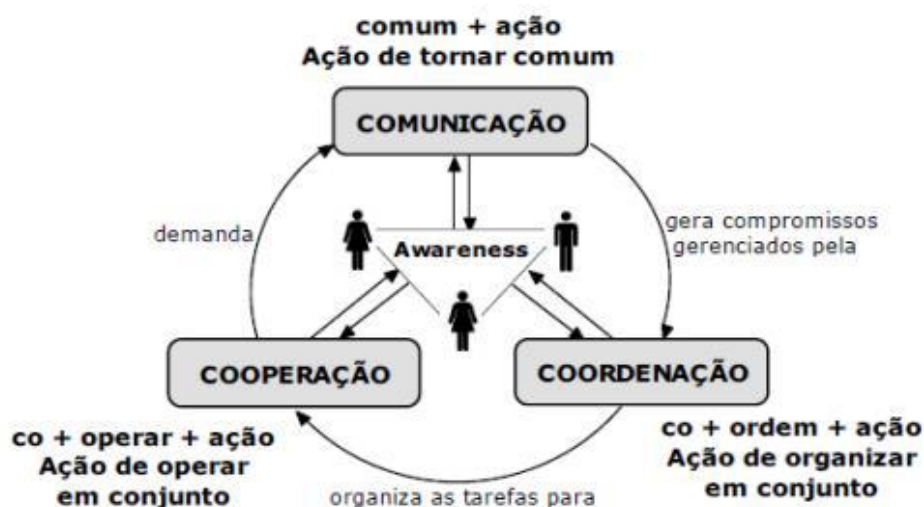 comum + ação
Ação de tornar comum
COMUNICAÇÃO
demanda
gera compromissos
gerenciados pela
Awareness
COOPERAÇÃO
COORDENAÇÃO
co + operar + ação
Ação de operar
em conjunto
co + ordem + ação
Ação de organizar
em conjunto
organiza as tarefas para